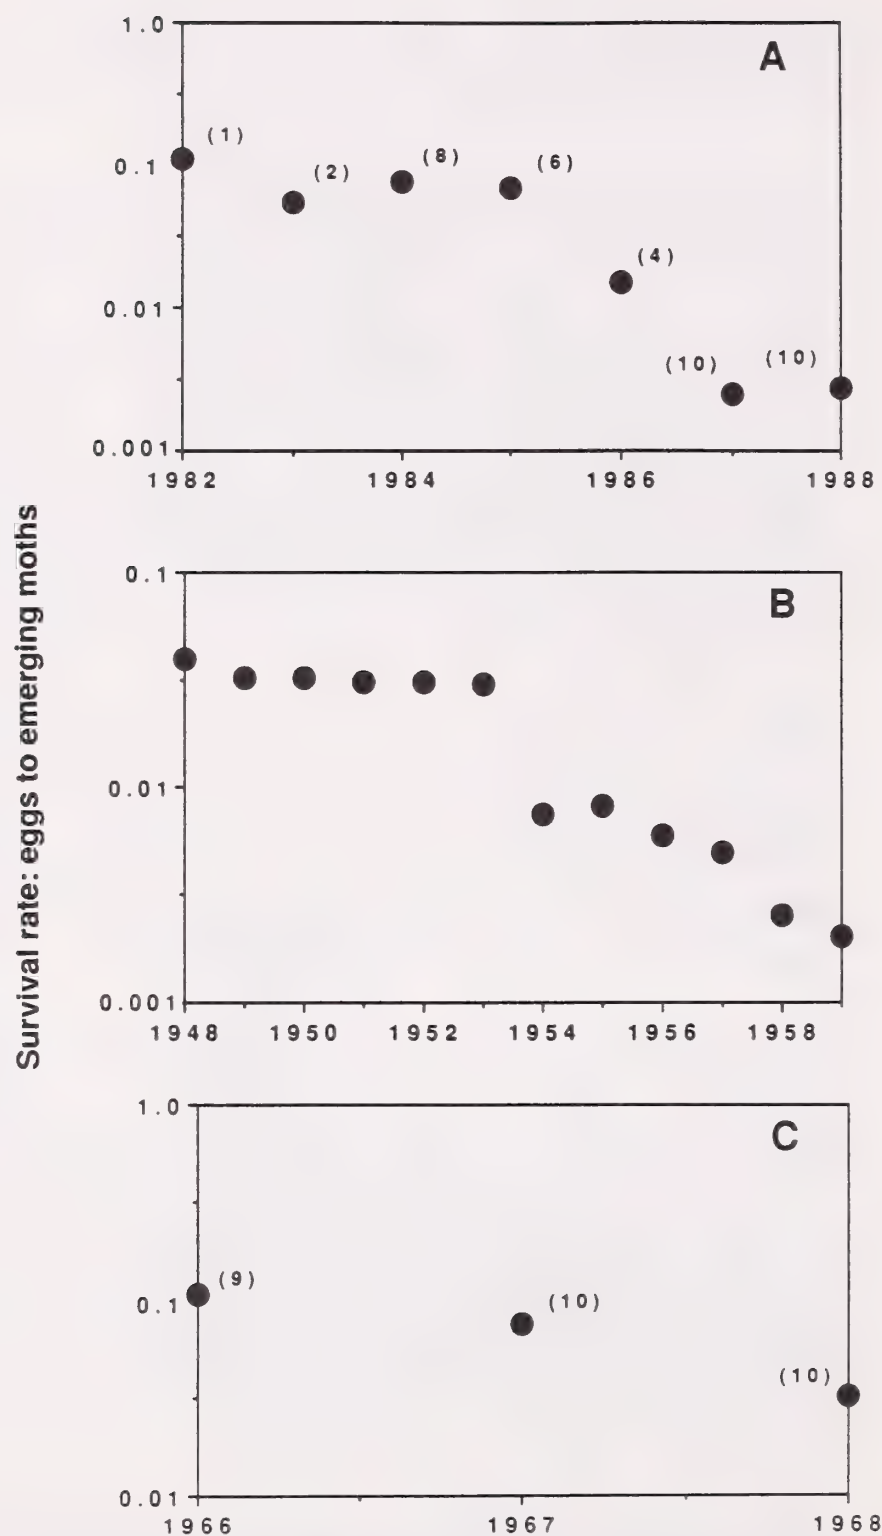 Survival rate: eggs to emerging moths
1.0
A
(1)
0.1
(2)
(8)
(6)
(4)
0.01
(10)
(10)
0.001
1982 1984 1986 1988
0.1
B
0.01
0.001
1948 1950 1952 1954 1956 1958
1.0
C
(9)
0.1
(10)
(10)
0.01
1966 1967 1968